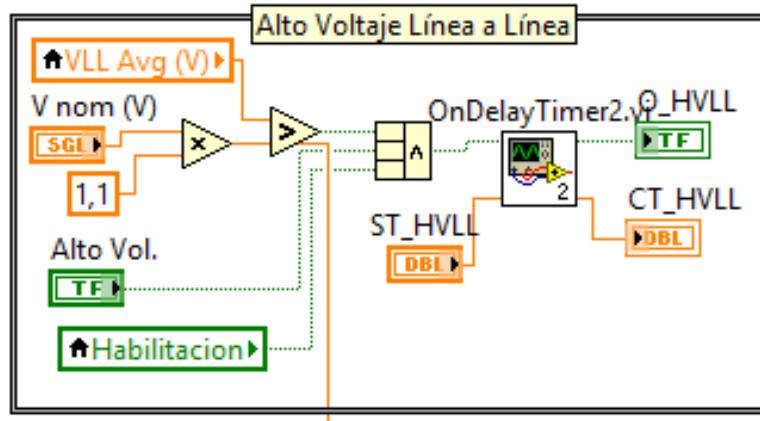 Alto Voltaje Línea a Línea
VLL Avg (V)
V nom (V)
SGL
1,1
OnDelayTimer2.vi
2
O_HVLL
TF
ST_HVLL
DBL
CT_HVLL
DBL
Alto Vol.
TF
Habilitacion